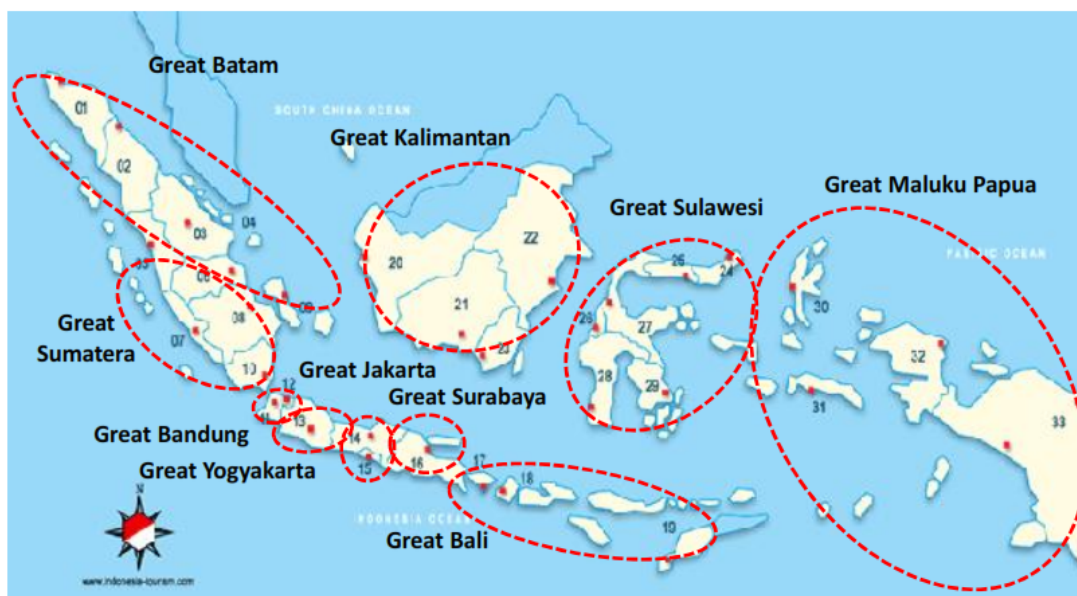 Great Batam
01
SOUTH CHINA OCEAN
Great Kalimantan
02
Great Maluku Papua
Great Sulawesi
04
03
22
PACIFIC OCEAN
20
26
24
30
08
21
27
Great
Sumatera
07
23
32
10
28
29
12
Great Jakarta
Great Surabaya
31
33
13
Great Bandung
14
Great Yogyakarta
15
16
17
18
19
N
INDONESIA OCEAN
Great Bali
www.indonesia-tourism.com